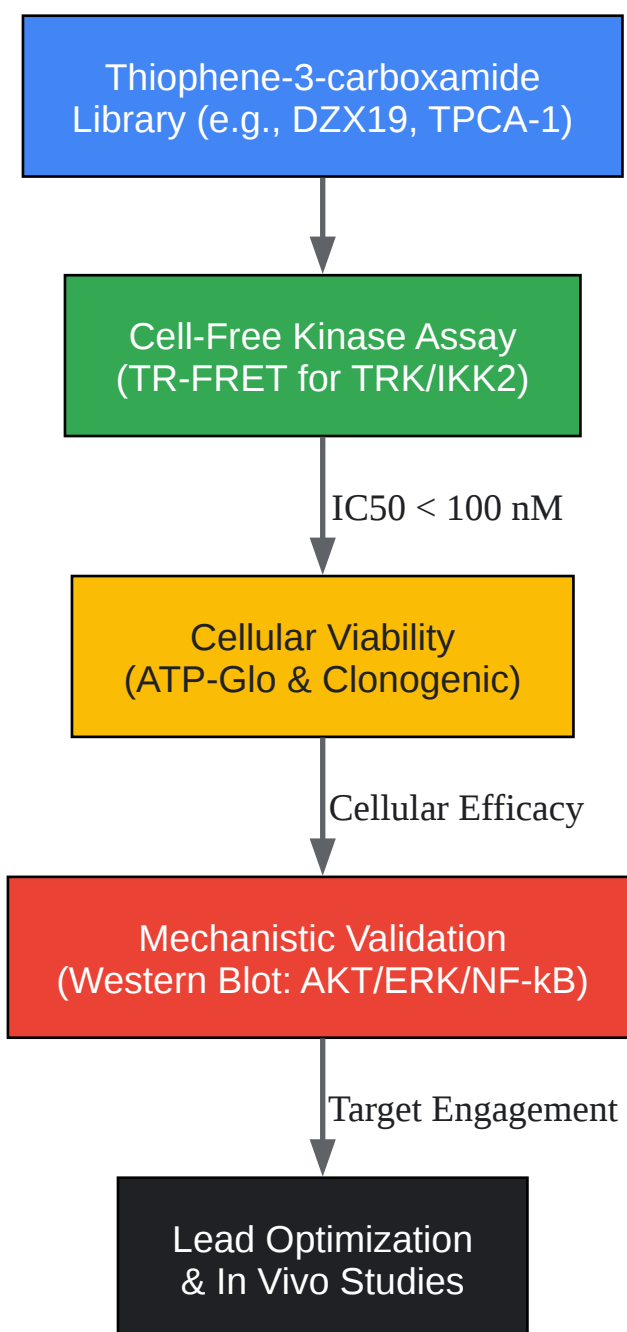 Thiophene-3-carboxamide
Library (e.g., DZX19, TPCA-1)
Cell-Free Kinase Assay
(TR-FRET for TRK/IKK2)
IC50 < 100 nM
Cellular Viability
(ATP-Glo & Clonogenic)
Cellular Efficacy
Mechanistic Validation
(Western Blot: AKT/ERK/NF-kB)
Target Engagement
Lead Optimization
& In Vivo Studies